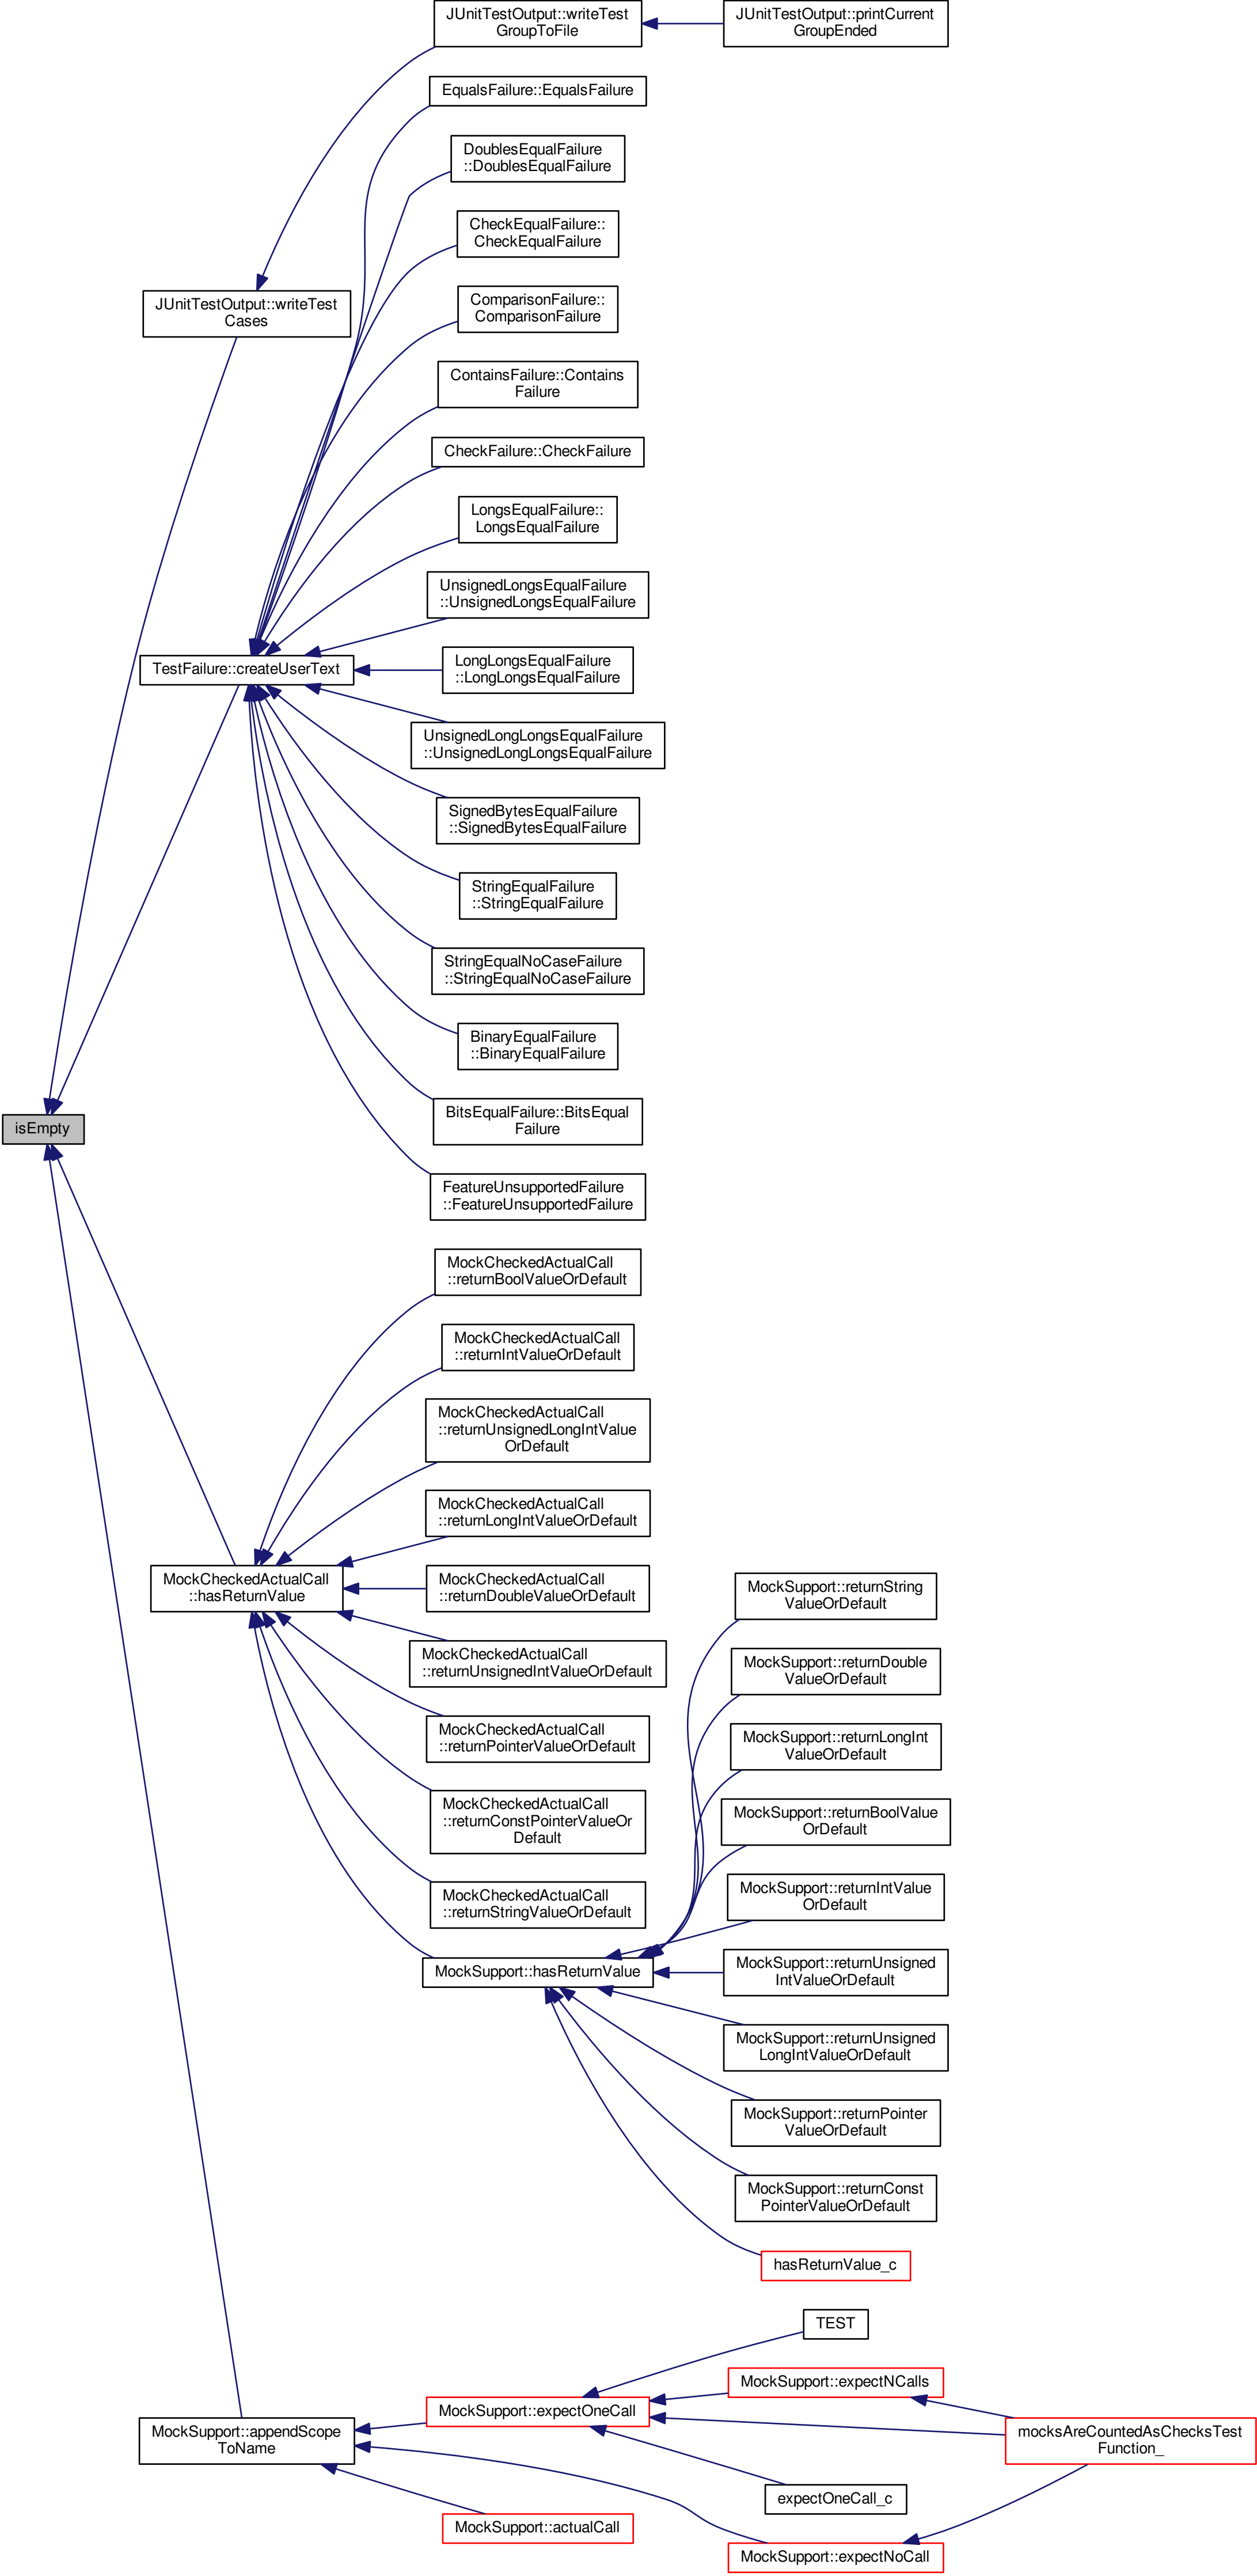 JUnitTestOutput::writeTest
GroupToFile
JUnitTestOutput::printCurrent
GroupEnded
EqualsFailure::EqualsFailure
DoublesEqualFailure
::DoublesEqualFailure
CheckEqualFailure::
CheckEqualFailure
JUnitTestOutput::writeTest
Cases
ComparisonFailure::
ComparisonFailure
ContainsFailure::Contains
Failure
CheckFailure::CheckFailure
LongsEqualFailure::
LongsEqualFailure
UnsignedLongsEqualFailure
::UnsignedLongsEqualFailure
TestFailure::createUserText
LongLongsEqualFailure
::LongLongsEqualFailure
UnsignedLongLongsEqualFailure
::UnsignedLongLongsEqualFailure
SignedBytesEqualFailure
::SignedBytesEqualFailure
StringEqualFailure
::StringEqualFailure
StringEqualNoCaseFailure
::StringEqualNoCaseFailure
BinaryEqualFailure
::BinaryEqualFailure
isEmpty
BitsEqualFailure::BitsEqual
Failure
FeatureUnsupportedFailure
::FeatureUnsupportedFailure
MockCheckedActualCall
::returnBoolValueOrDefault
MockCheckedActualCall
::returnIntValueOrDefault
MockCheckedActualCall
::returnUnsignedLongIntValue
OrDefault
MockCheckedActualCall
::returnLongIntValueOrDefault
MockCheckedActualCall
::hasReturnValue
MockCheckedActualCall
::returnDoubleValueOrDefault
MockSupport::returnString
ValueOrDefault
MockCheckedActualCall
::returnUnsignedIntValueOrDefault
MockSupport::returnDouble
ValueOrDefault
MockCheckedActualCall
::returnPointerValueOrDefault
MockSupport::returnLongInt
ValueOrDefault
MockCheckedActualCall
::returnConstPointerValueOr
Default
MockSupport::returnBoolValue
OrDefault
MockCheckedActualCall
::returnStringValueOrDefault
MockSupport::returnIntValue
OrDefault
MockSupport::hasReturnValue
MockSupport::returnUnsigned
IntValueOrDefault
MockSupport::returnUnsigned
LongIntValueOrDefault
MockSupport::returnPointer
ValueOrDefault
MockSupport::returnConst
PointerValueOrDefault
hasReturnValue_c
TEST
MockSupport::expectNCalls
MockSupport::expectOneCall
MockSupport::appendScope
ToName
mocksAreCountedAsChecksTest
Function_
expectOneCall_c
MockSupport::actualCall
MockSupport::expectNoCall